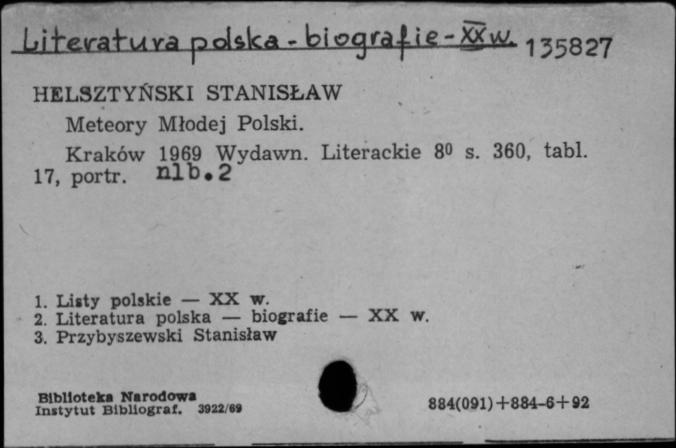 Literatura polska - biografie - XX w. 135827
HELSZTYŃSKI STANISŁAW
Meteory Młodej Polski.
Kraków 1969 Wydawn. Literackie 8⁰ s. 360, tabl.
17, portr. nlb.2
1. Listy polskie — XX w.
2. Literatura polska — biografie — XX w.
3. Przybyszewski Stanisław
Biblioteka Narodowa
Instytut Bibliograf. 3922/69
884(091)+884-6+92